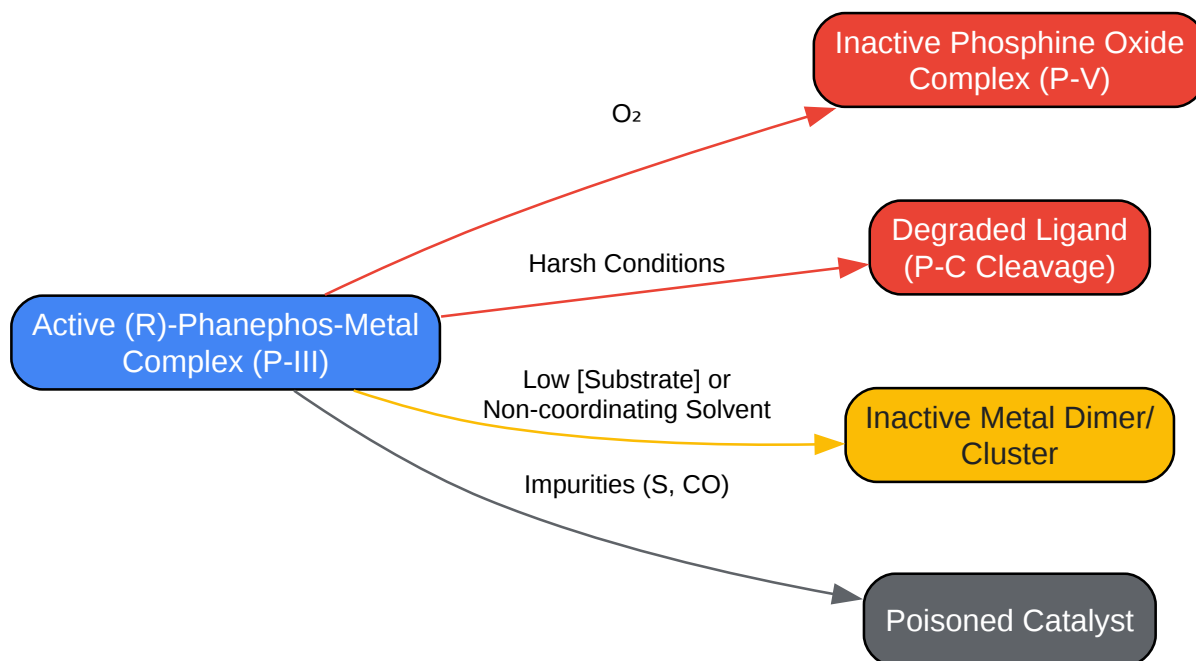 Inactive Phosphine Oxide
Complex (P-V)
O₂
Degraded Ligand
(P-C Cleavage)
Harsh Conditions
Active (R)-Phanephos-Metal
Complex (P-III)
Low [Substrate] or
Non-coordinating Solvent
Inactive Metal Dimer/
Cluster
Impurities (S, CO)
Poisoned Catalyst